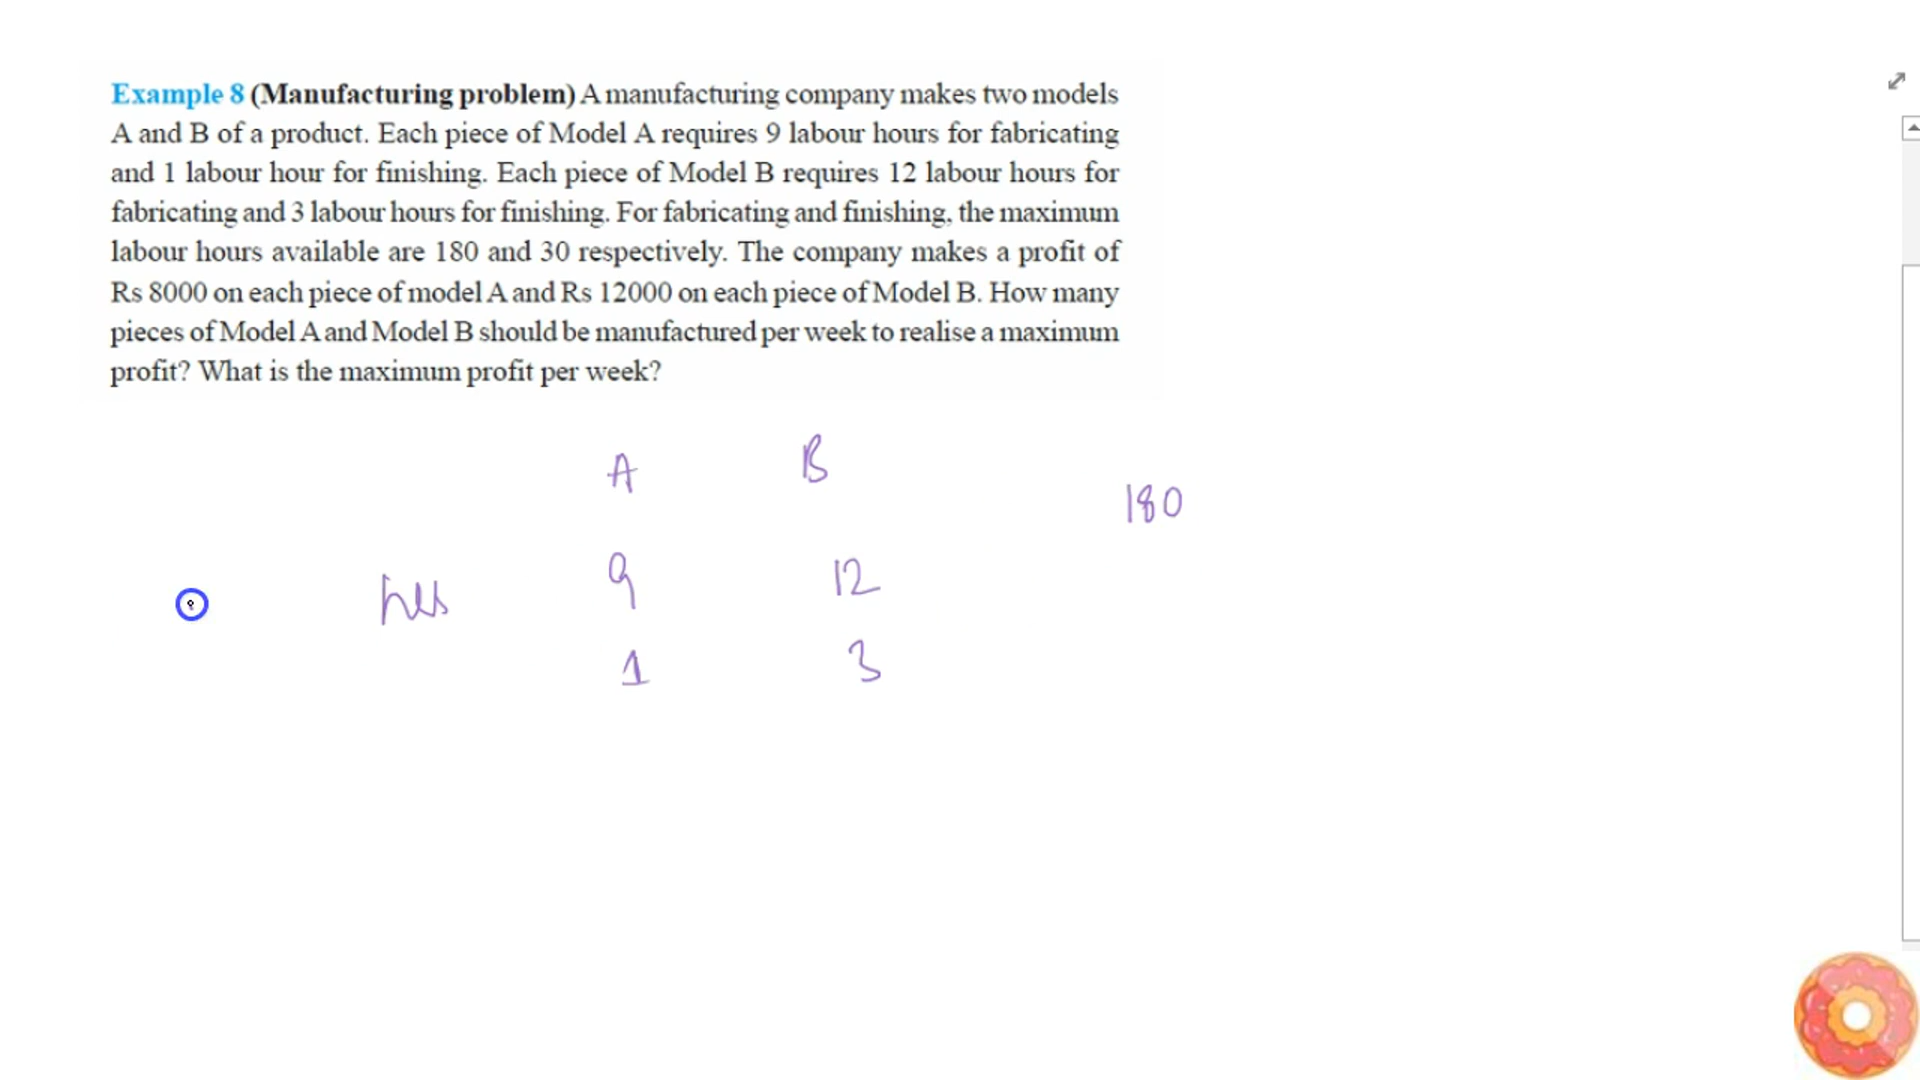 Example 8 (Manufacturing problem) A manufacturing company makes two models
A and B of a product. Each piece of Model A requires 9 labour hours for fabricating
and 1 labour hour for finishing. Each piece of Model B requires 12 labour hours for
fabricating and 3 labour hours for finishing. For fabricating and finishing, the maximum
labour hours available are 180 and 30 respectively. The company makes a profit of
Rs 8000 on each piece of model A and Rs 12000 on each piece of Model B. How many
pieces of Model A and Model B should be manufactured per week to realise a maximum
profit? What is the maximum profit per week?
A B
180
hrs 9 12
1 3